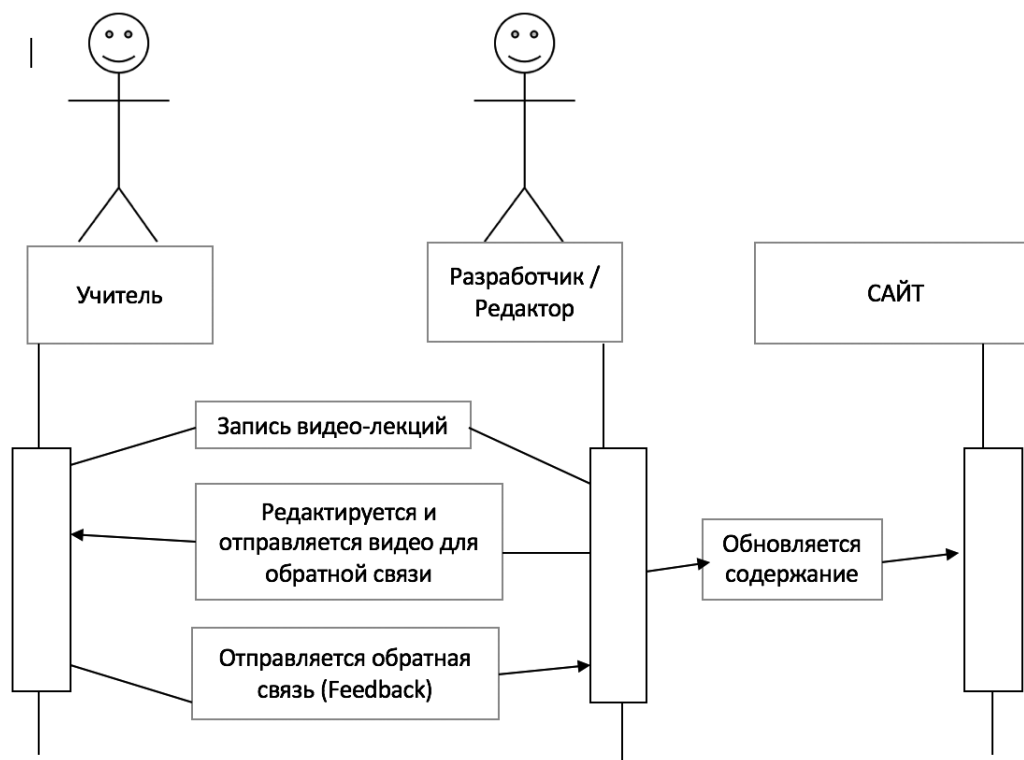 Учитель
Разработчик /
Редактор
САЙТ
Запись видео-лекций
Редактируется и
отправляется видео для
обратной связи
Обновляется
содержание
Отправляется обратная
связь (Feedback)